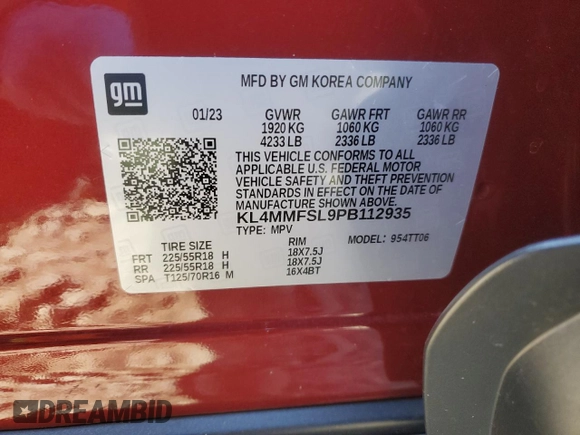 gm
MFD BY GM KOREA COMPANY
01/23 GVWR GAWR FRT GAWR RR
1920 KG 1060 KG 1060 KG
4233 LB 2336 LB 2336 LB
THIS VEHICLE CONFORMS TO ALL
APPLICABLE U.S. FEDERAL MOTOR
VEHICLE SAFETY AND THEFT PREVENTION
STANDARDS IN EFFECT ON THE DATE OF
MANUFACTURE SHOWN ABOVE.
KL4MMFSL9PB112935
TYPE: MPV
TIRE SIZE RIM MODEL: 954TT06
FRT 225/55R18 H 18X7.5J
RR 225/55R18 H 18X7.5J
SPA T125/70R16 M 16X4BT
DREAMBID